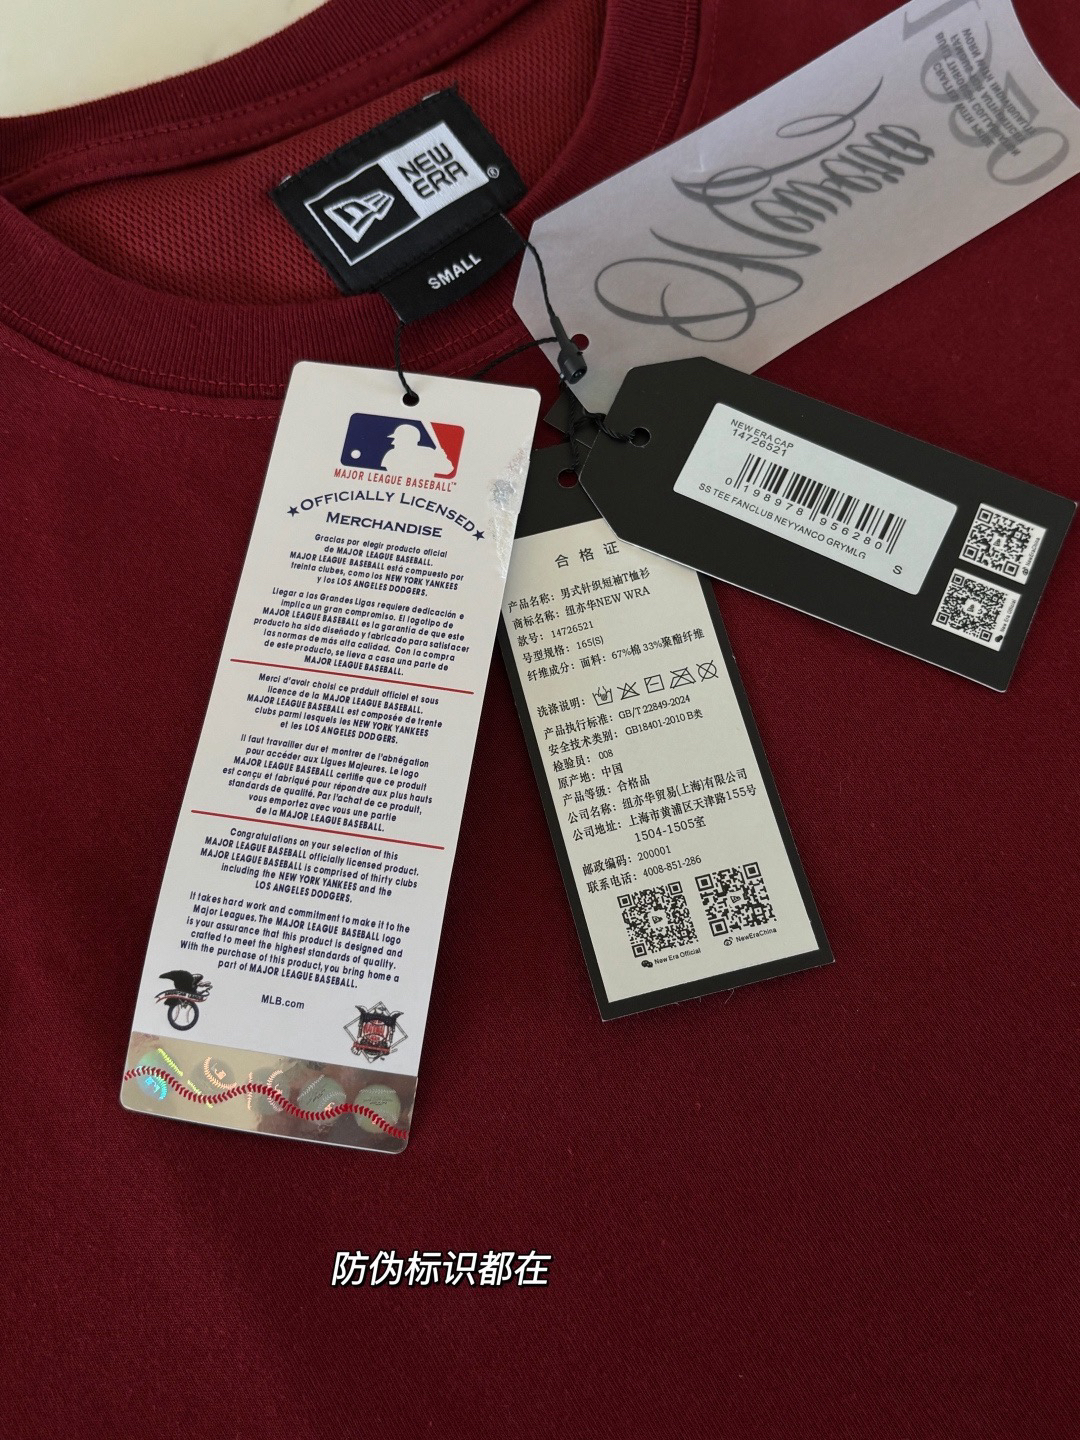 NEW
ERA
®
SMALL
MAJOR LEAGUE BASEBALL™
★OFFICIALLY LICENSED★
MERCHANDISE
Gracias por elegir producto oficial
de MAJOR LEAGUE BASEBALL.
MAJOR LEAGUE BASEBALL está compuesto por
treinta clubes, como los NEW YORK YANKEES
y los LOS ANGELES DODGERS.
Llegar a las Grandes Ligas requiere dedicación e
implica un gran compromiso. El logotipo de
MAJOR LEAGUE BASEBALL es la garantía de que este
producto ha sido diseñado y fabricado para satisfacer
las normas de más alta calidad. Con la compra
de este producto, se lleva a casa una parte de
MAJOR LEAGUE BASEBALL.
Merci d'avoir choisi ce prdduit officiel et sous
licence de la MAJOR LEAGUE BASEBALL.
MAJOR LEAGUE BASEBALL est composée de trente
clubs parmi lesquels les NEW YORK YANKEES
et les LOS ANGELES DODGERS.
Il faut travailler dur et montrer de l'abnégation
pour accéder aux Ligues Majeures. Le logo
MAJOR LEAGUE BASEBALL certifie que ce produit
est conçu et fabriqué pour répondre aux plus hauts
standards de qualité. Par l'achat de ce produit,
vous emportez avec vous une partie
de la MAJOR LEAGUE BASEBALL.
Congratulations on your selection of this
MAJOR LEAGUE BASEBALL officially licensed product.
MAJOR LEAGUE BASEBALL is comprised of thirty clubs
including the NEW YORK YANKEES and the
LOS ANGELES DODGERS.
It takes hard work and commitment to make it to the
Major Leagues. The MAJOR LEAGUE BASEBALL logo
is your assurance that this product is designed and
crafted to meet the highest standards of quality.
With the purchase of this product, you bring home a
part of MAJOR LEAGUE BASEBALL.
MLB.com
NEW ERA CAP
14726521
0 198978 956280
SS TEE FANCLUB NEYYANCO GRYMLG
S
合格证
产品名称：男式针织短袖T恤衫
商标名称：纽亦华NEW WRA
款号：14726521
号型规格：165(S)
纤维成分：面料：67%棉 33%聚酯纤维
洗涤说明：
产品执行标准：GB/T 22849-2024
安全技术类别：GB18401-2010 B类
检验员：008
原产地：中国
产品等级：合格品
公司名称：纽亦华贸易(上海)有限公司
公司地址：上海市黄浦区天津路155号
1504-1505室
邮政编码：200001
联系电话：4008-851-286
New Era Official
NewEraChina
防伪标识都在